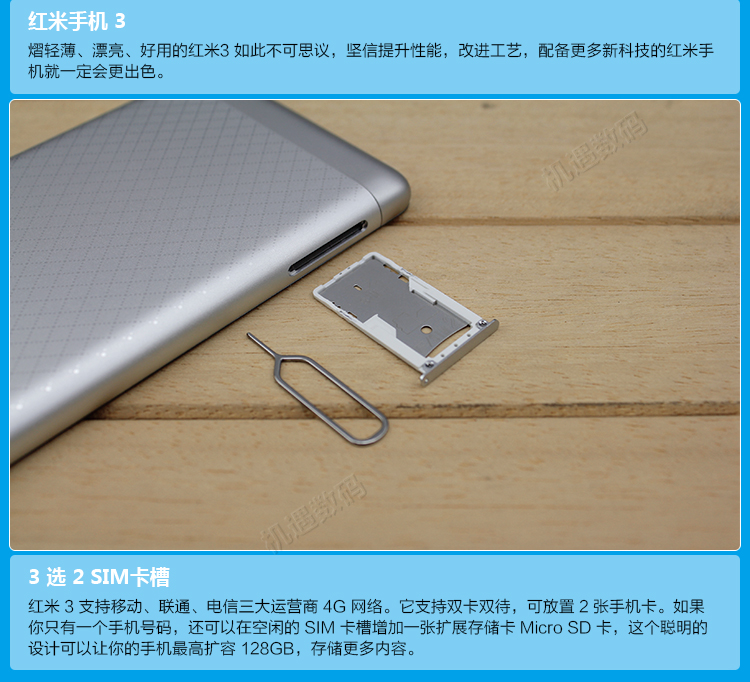 红米手机 3
熠轻薄、漂亮、好用的红米3 如此不可思议，坚信提升性能，改进工艺，配备更多新科技的红米手
机就一定会更出色。
机遇数码
机遇数码
3 选 2 SIM卡槽
红米 3 支持移动、联通、电信三大运营商 4G 网络。它支持双卡双待，可放置 2 张手机卡。如果
你只有一个手机号码，还可以在空闲的 SIM 卡槽增加一张扩展存储卡 Micro SD 卡，这个聪明的
设计可以让你的手机最高扩容 128GB，存储更多内容。